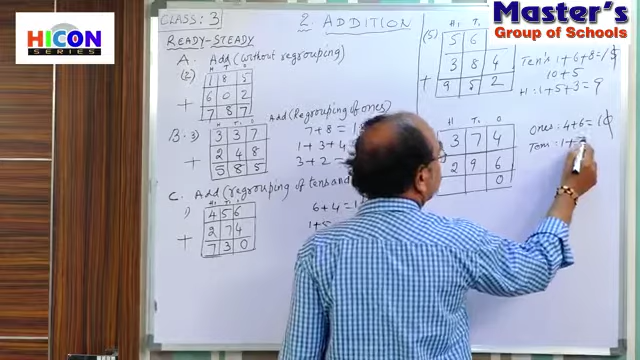 HICON
SERIES
Master's
Group of Schools
CLASS: 3
2. ADDITION
READY-STEADY
A. Add (without regrouping)
(2)
H T O
1 8 5
+ 6 0 2
7 8 7
Add (Regrouping of ones)
B. 3)
3 3 7
+ 2 4 8
5 8 5
7+8 =
1+3+4
3+2 =
C. Add (regrouping of tens and
1)
4 5 6
+ 2 7 4
7 3 0
6+4 =
1+5
(5)
H T
5 6
3 8 4
+ 9 5 2
Ten's 1+6+8=15
10+5
H: 1+5+3=9
H T O
3 7 4
2 9 6
0
Ones: 4+6=10
Tens: 1+7